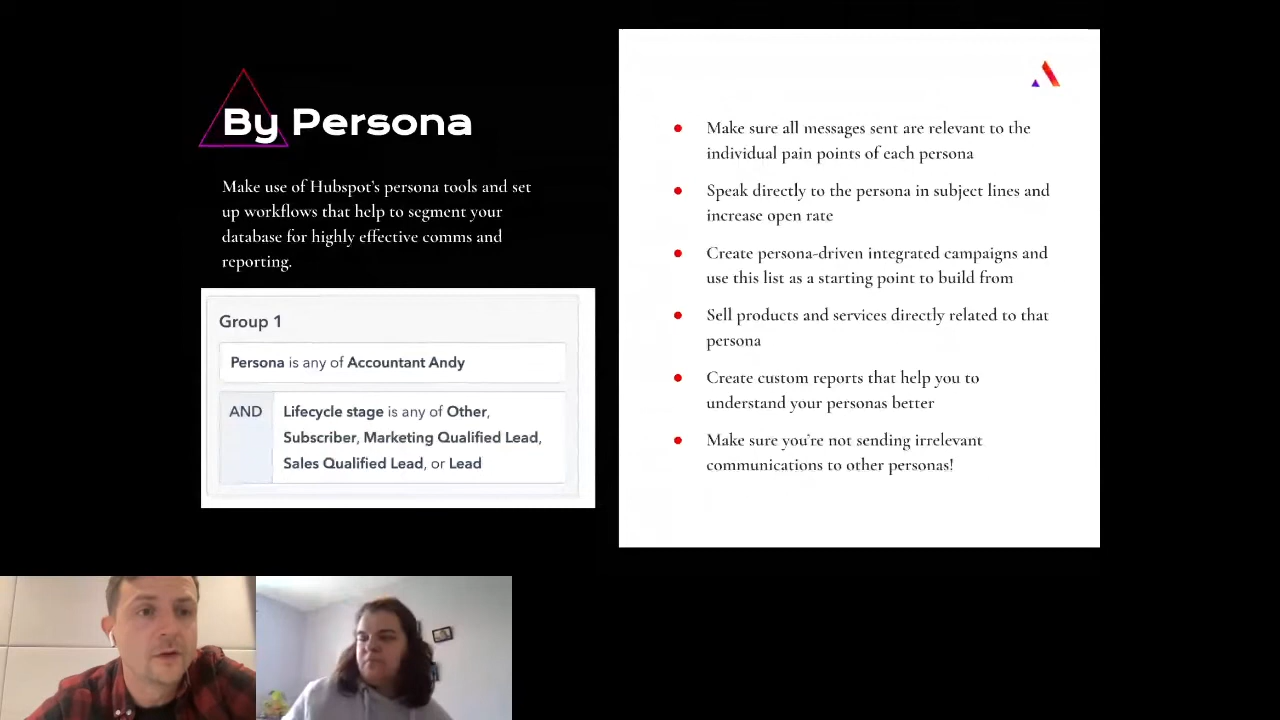 By Persona
Make use of Hubspot's persona tools and set
up workflows that help to segment your
database for highly effective comms and
reporting.
Group 1
Persona is any of Accountant Andy
AND
Lifecycle stage is any of Other,
Subscriber, Marketing Qualified Lead,
Sales Qualified Lead, or Lead
Make sure all messages sent are relevant to the
individual pain points of each persona
Speak directly to the persona in subject lines and
increase open rate
Create persona-driven integrated campaigns and
use this list as a starting point to build from
Sell products and services directly related to that
persona
Create custom reports that help you to
understand your personas better
Make sure you're not sending irrelevant
communications to other personas!